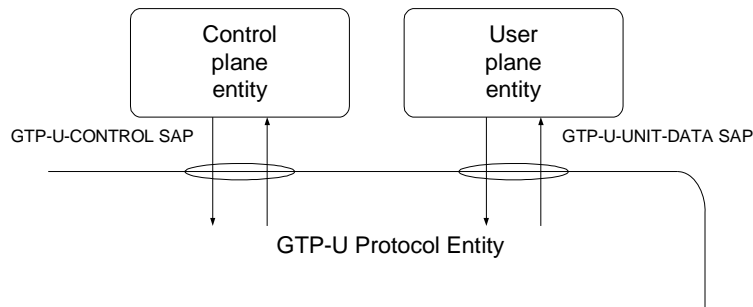 Control
plane
entity
User
plane
entity
GTP-U-CONTROL SAP
GTP-U-UNIT-DATA SAP
GTP-U Protocol Entity